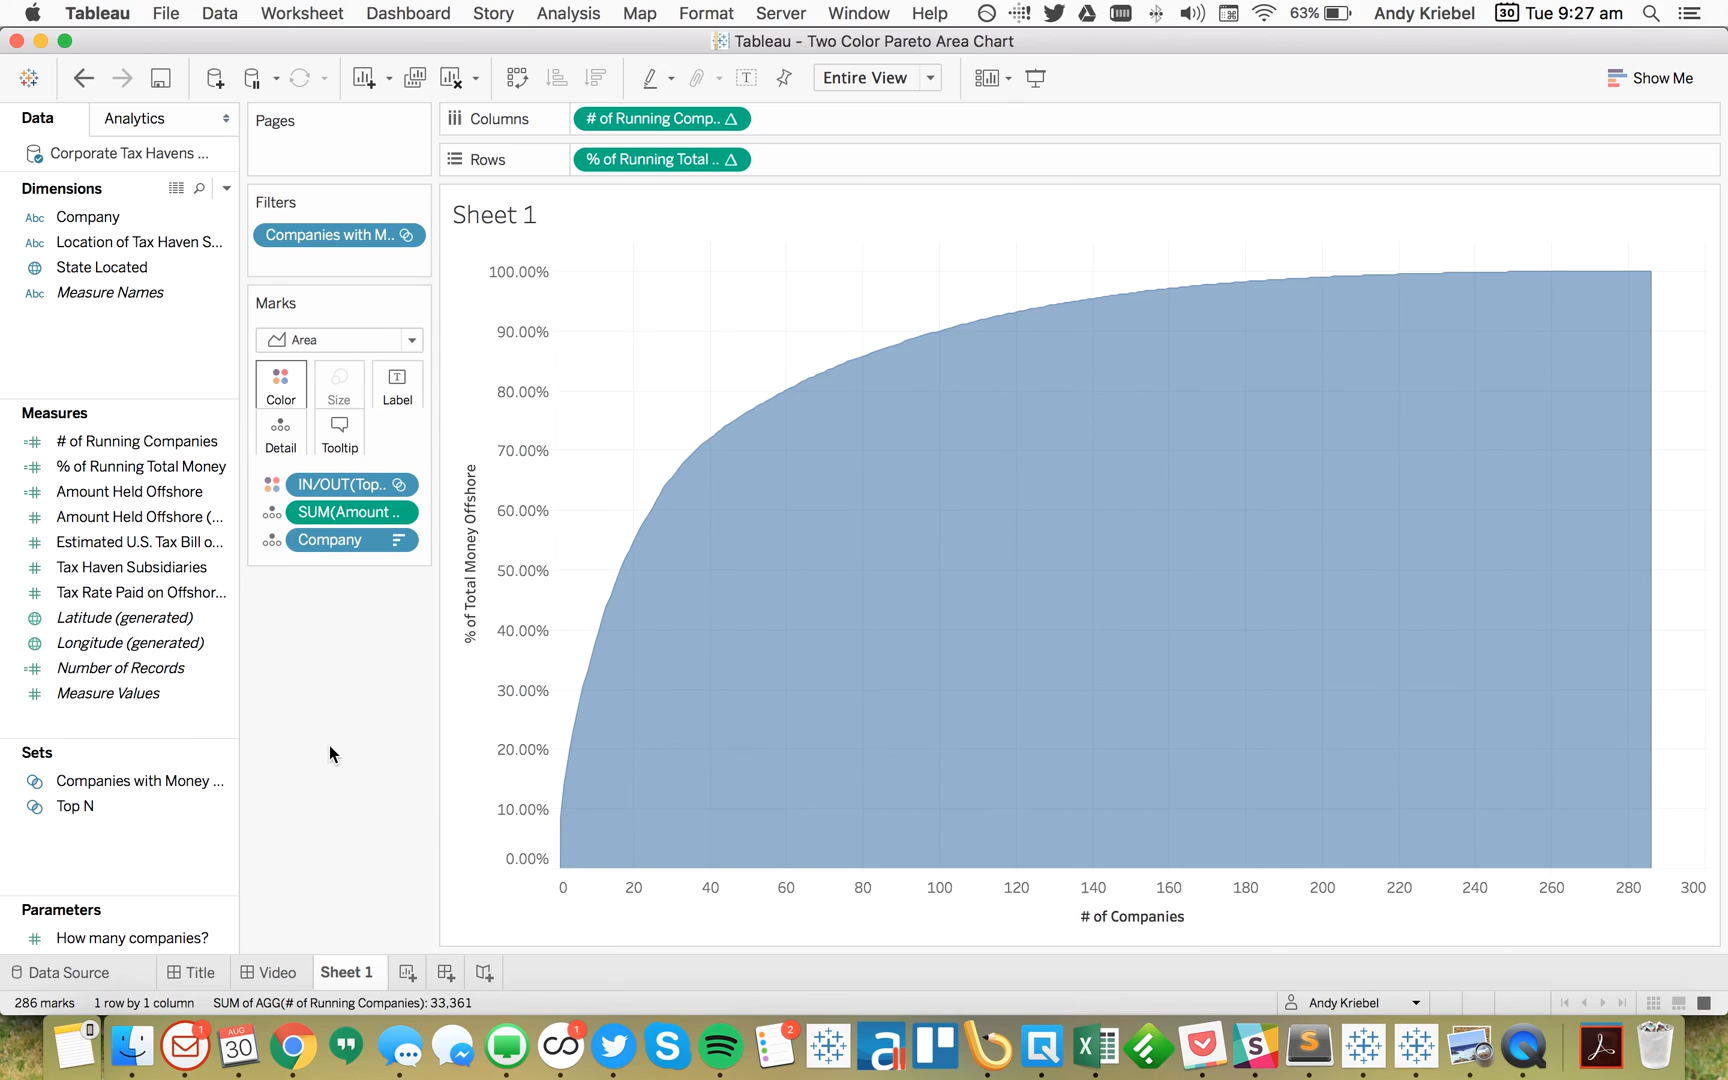 Tableau File Data Worksheet Dashboard Story Analysis Map Format Server Window Help 63% Andy Kriebel 30 Tue 9:27 am
Tableau - Two Color Pareto Area Chart
Entire View Show Me
Data Analytics
Corporate Tax Havens ...
Dimensions
Abc Company
Abc Location of Tax Haven S...
State Located
Abc Measure Names
Measures
# of Running Companies
% of Running Total Money
Amount Held Offshore
Amount Held Offshore (...
Estimated U.S. Tax Bill o...
Tax Haven Subsidiaries
Tax Rate Paid on Offshor...
Latitude (generated)
Longitude (generated)
Number of Records
Measure Values
Sets
Companies with Money ...
Top N
Parameters
How many companies?
Pages
Filters
Companies with M..
Marks
Area
Color Size Label
Detail Tooltip
IN/OUT(Top..
SUM(Amount ..
Company
Columns # of Running Comp..
Rows % of Running Total ..
Sheet 1
100.00%
90.00%
80.00%
70.00%
60.00%
50.00%
40.00%
30.00%
20.00%
10.00%
0.00%
% of Total Money Offshore
0 20 40 60 80 100 120 140 160 180 200 220 240 260 280 300
# of Companies
Data Source Title Video Sheet 1
286 marks 1 row by 1 column SUM of AGG(# of Running Companies): 33,361 Andy Kriebel
1 AUG 30 1 2